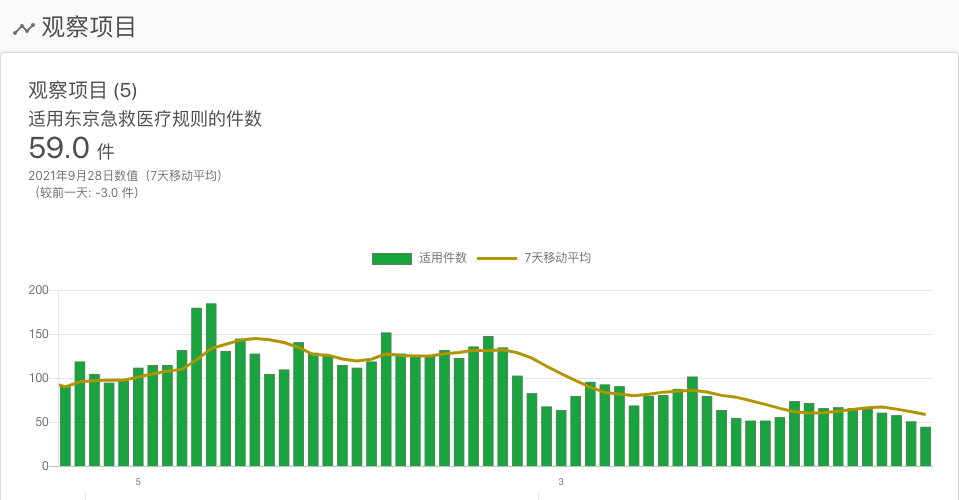 观察项目
观察项目 (5)
适用东京急救医疗规则的件数
59.0 件
2021年9月28日数值（7天移动平均）
（较前一天: -3.0 件）
适用件数 7天移动平均
200
150
100
50
0
5 3